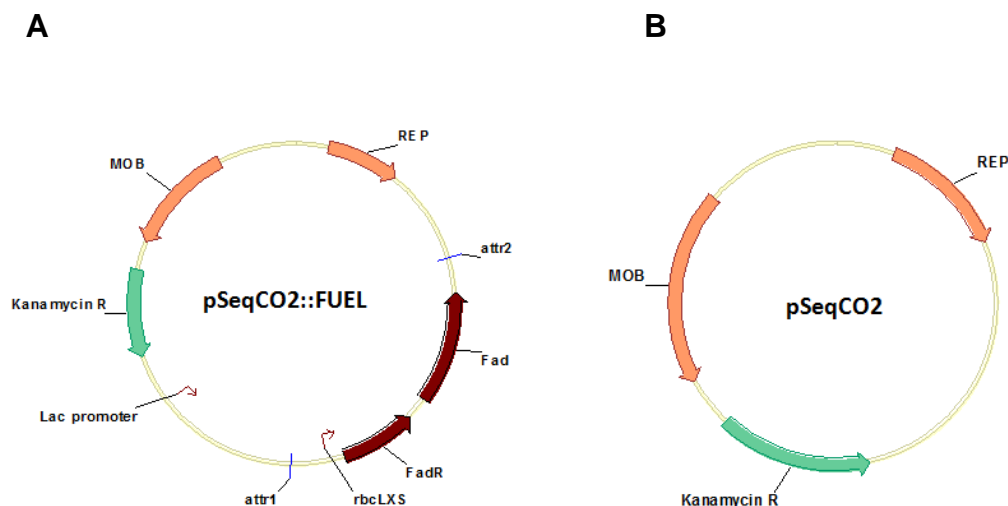 A
B
REP
MOB
attr2
Kanamycin R
pSeqCO2::FUEL
Fad
Lac promoter
FadR
attr1
rbcLXS
REP
MOB
pSeqCO2
Kanamycin R